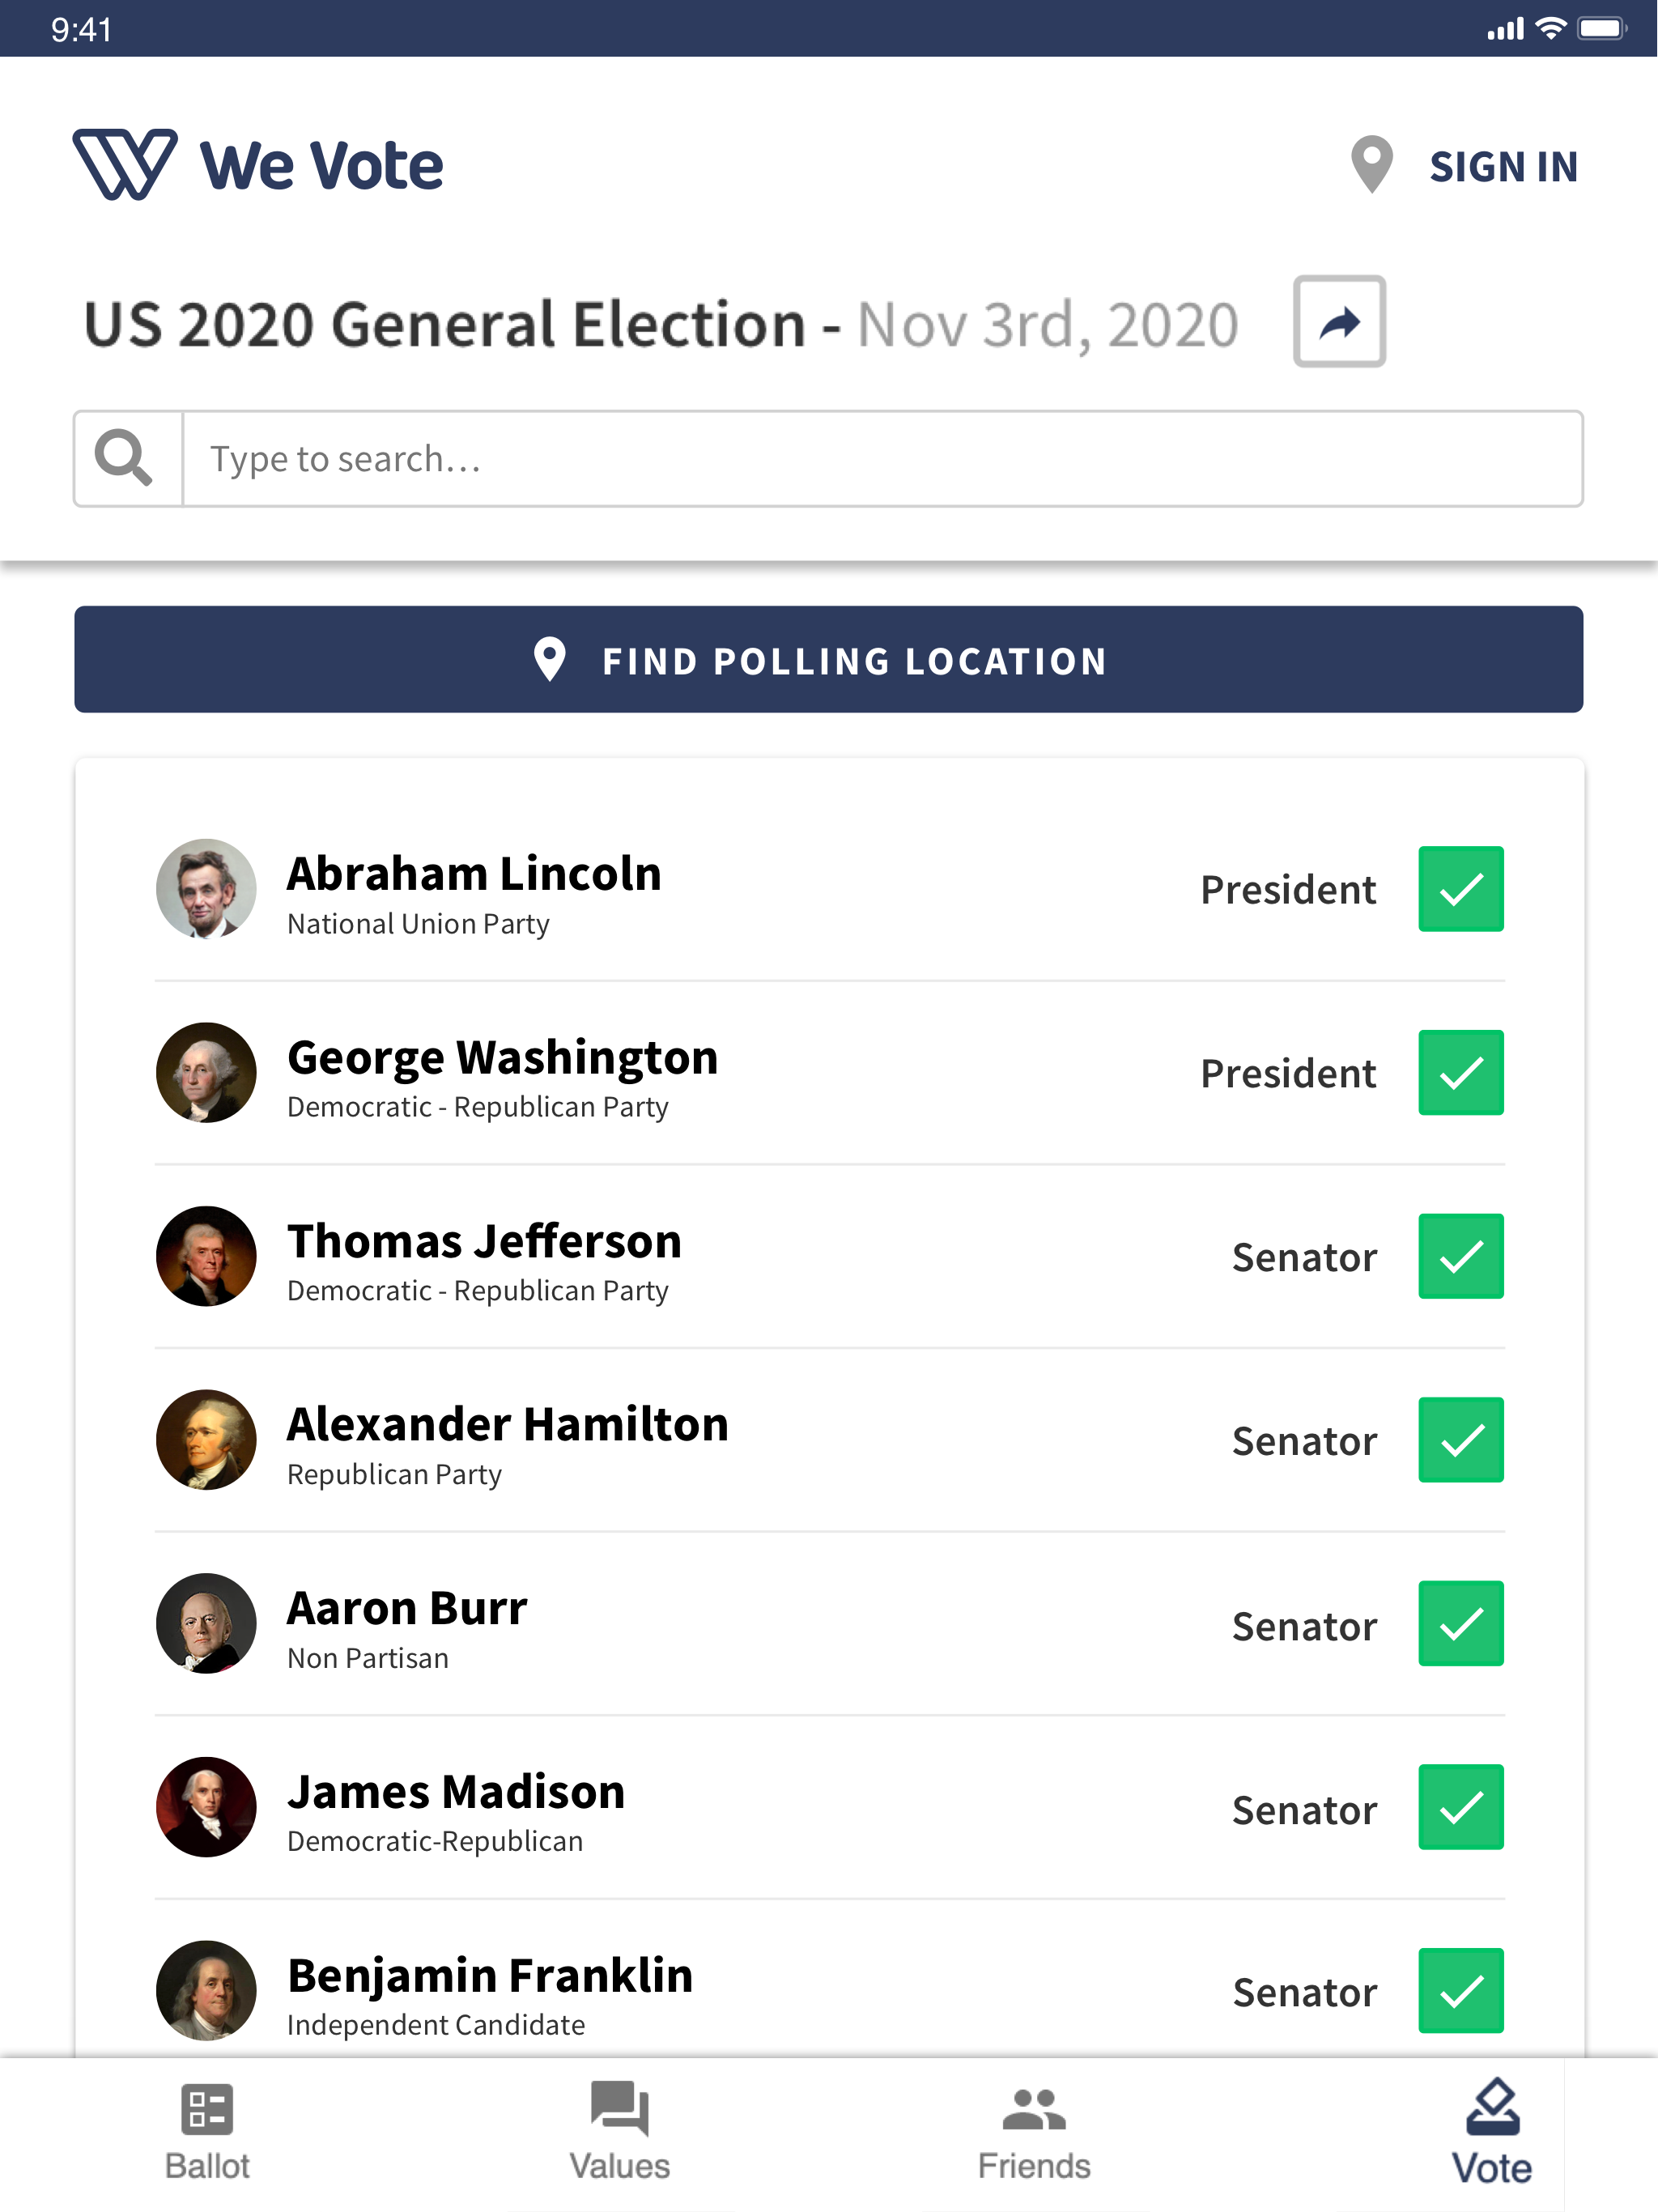 9:41
We Vote
SIGN IN
US 2020 General Election - Nov 3rd, 2020
Type to search...
FIND POLLING LOCATION
Abraham Lincoln
National Union Party
President
George Washington
Democratic - Republican Party
President
Thomas Jefferson
Democratic - Republican Party
Senator
Alexander Hamilton
Republican Party
Senator
Aaron Burr
Non Partisan
Senator
James Madison
Democratic-Republican
Senator
Benjamin Franklin
Independent Candidate
Senator
Ballot
Values
Friends
Vote